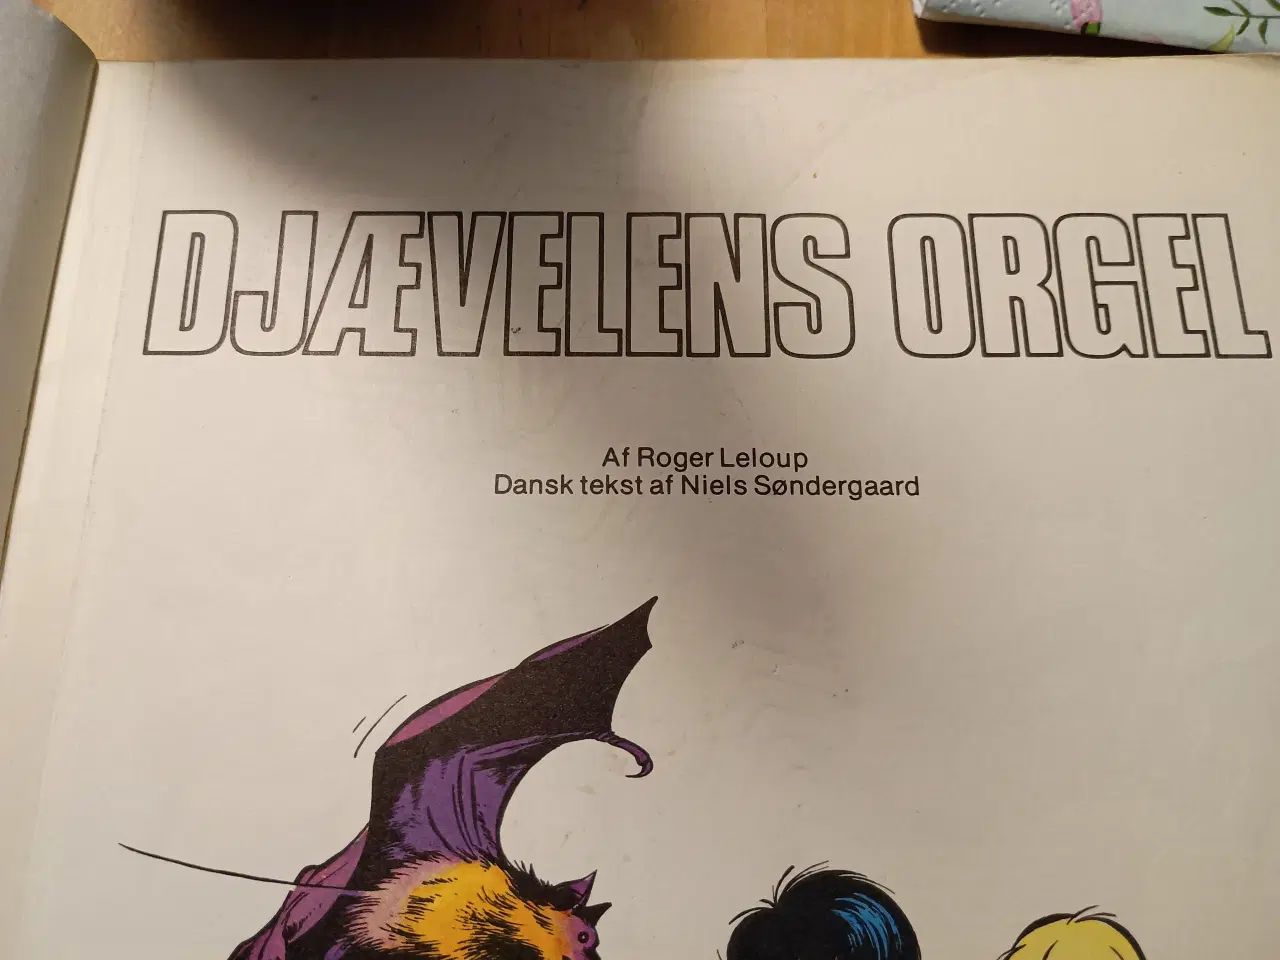 DJÆVELENS ORGEL
Af Roger Leloup
Dansk tekst af Niels Søndergaard